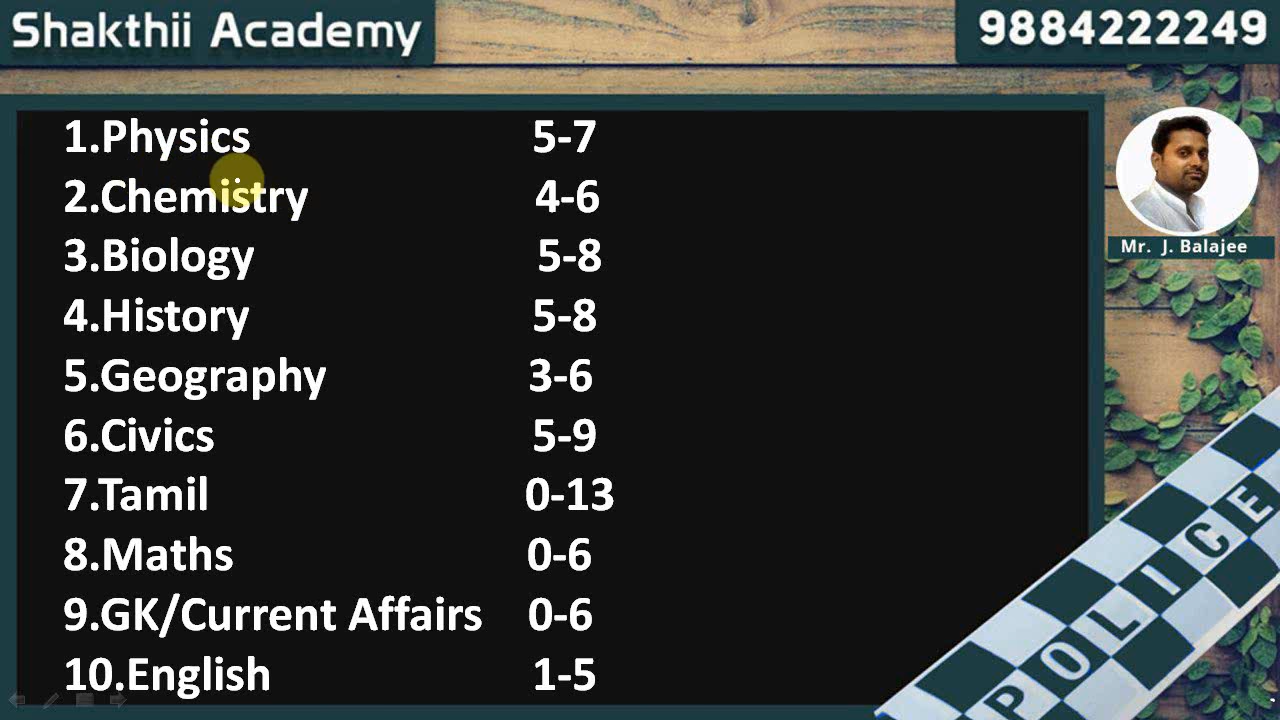 Shakthii Academy
9884222249
1.Physics 5-7
2.Chemistry 4-6
3.Biology 5-8
4.History 5-8
5.Geography 3-6
6.Civics 5-9
7.Tamil 0-13
8.Maths 0-6
9.GK/Current Affairs 0-6
10.English 1-5
Mr. J. Balajee
POLICE